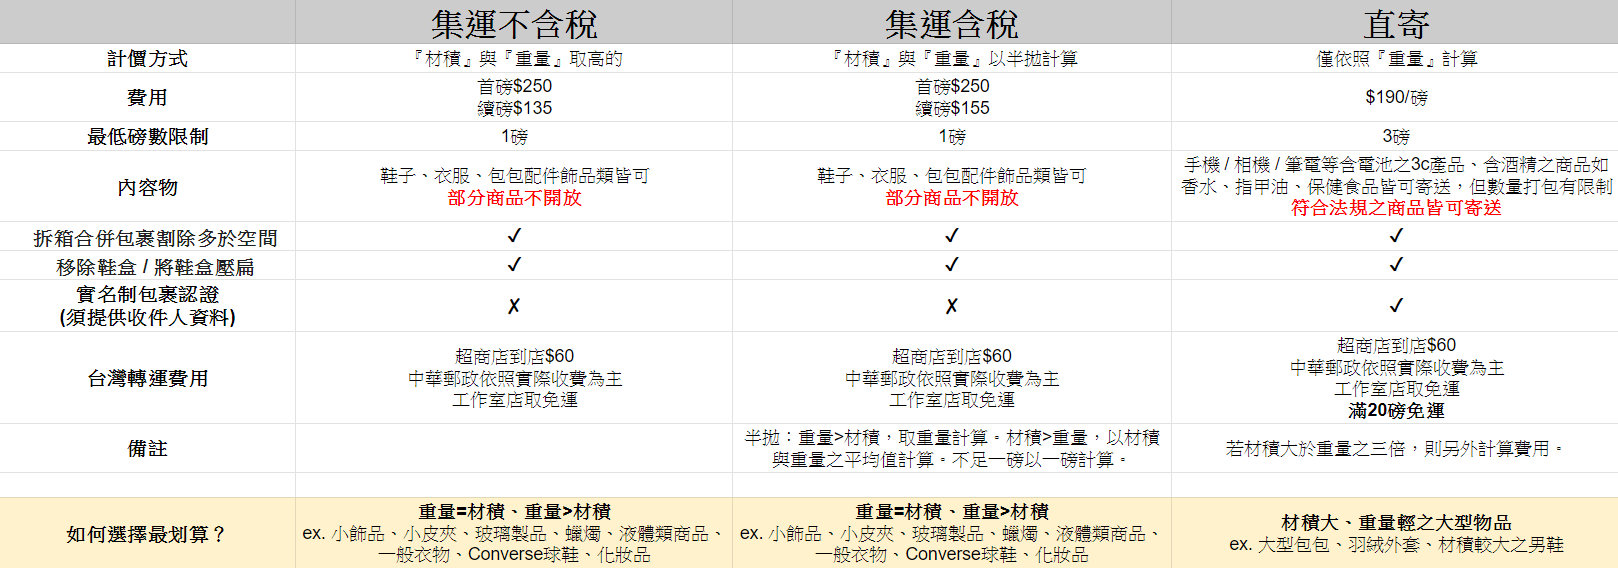 集運不含稅 集運含稅 直寄
計價方式 『材積』與『重量』取高的 『材積』與『重量』以半拋計算 僅依照『重量』計算
費用
首磅$250
續磅$135
首磅$250
續磅$155
$190/磅
最低磅數限制 1磅 1磅 3磅
內容物
鞋子、衣服、包包配件飾品類皆可
部分商品不開放
鞋子、衣服、包包配件飾品類皆可
部分商品不開放
手機 / 相機 / 筆電等含電池之3c產品、含酒精之商品如
香水、指甲油、保健食品皆可寄送，但數量打包有限制
符合法規之商品皆可寄送
拆箱合併包裹割除多於空間 ✓ ✓ ✓
移除鞋盒 / 將鞋盒壓扁 ✓ ✓ ✓
實名制包裹認證
(須提供收件人資料)
✗ ✗ ✓
台灣轉運費用
超商店到店$60
中華郵政依照實際收費為主
工作室店取免運
超商店到店$60
中華郵政依照實際收費為主
工作室店取免運
超商店到店$60
中華郵政依照實際收費為主
工作室店取免運
滿20磅免運
備註
半拋：重量>材積，取重量計算。材積>重量，以材積
與重量之平均值計算。不足一磅以一磅計算。
若材積大於重量之三倍，則另外計算費用。
如何選擇最划算？
重量=材積、重量>材積
ex. 小飾品、小皮夾、玻璃製品、蠟燭、液體類商品、
一般衣物、Converse球鞋、化妝品
重量=材積、重量>材積
ex. 小飾品、小皮夾、玻璃製品、蠟燭、液體類商品、
一般衣物、Converse球鞋、化妝品
材積大、重量輕之大型物品
ex. 大型包包、羽絨外套、材積較大之男鞋